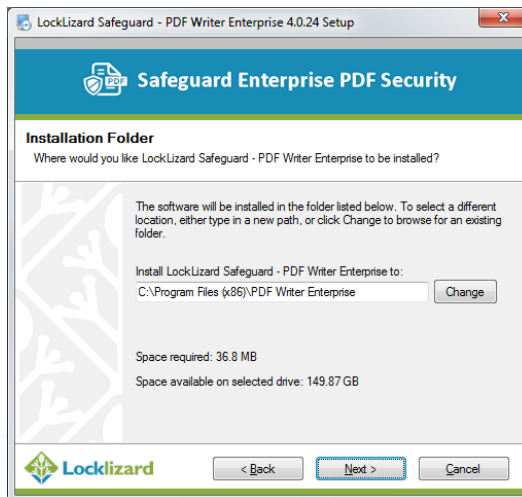 LockLizard Safeguard - PDF Writer Enterprise 4.0.24 Setup
PDF Safeguard Enterprise PDF Security
Installation Folder
Where would you like LockLizard Safeguard - PDF Writer Enterprise to be installed?
The software will be installed in the folder listed below. To select a different
location, either type in a new path, or click Change to browse for an existing
folder.
Install LockLizard Safeguard - PDF Writer Enterprise to:
C:\Program Files (x86)\PDF Writer Enterprise Change
Space required: 36.8 MB
Space available on selected drive: 149.87 GB
Locklizard < Back Next > Cancel